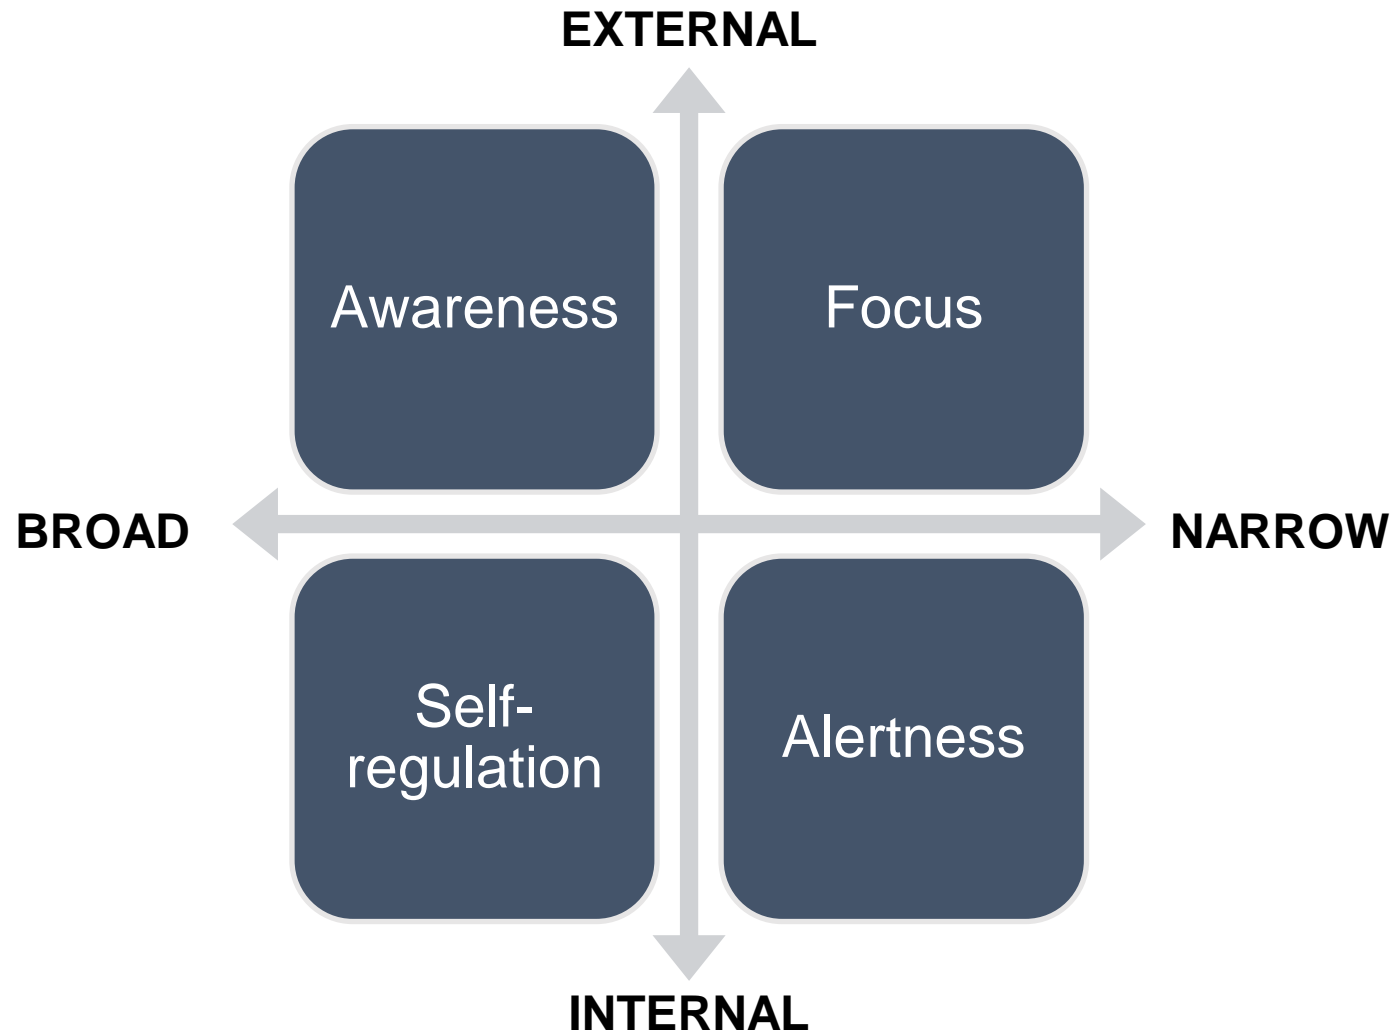 EXTERNAL
Awareness
Focus
BROAD
NARROW
Self-
regulation
Alertness
INTERNAL